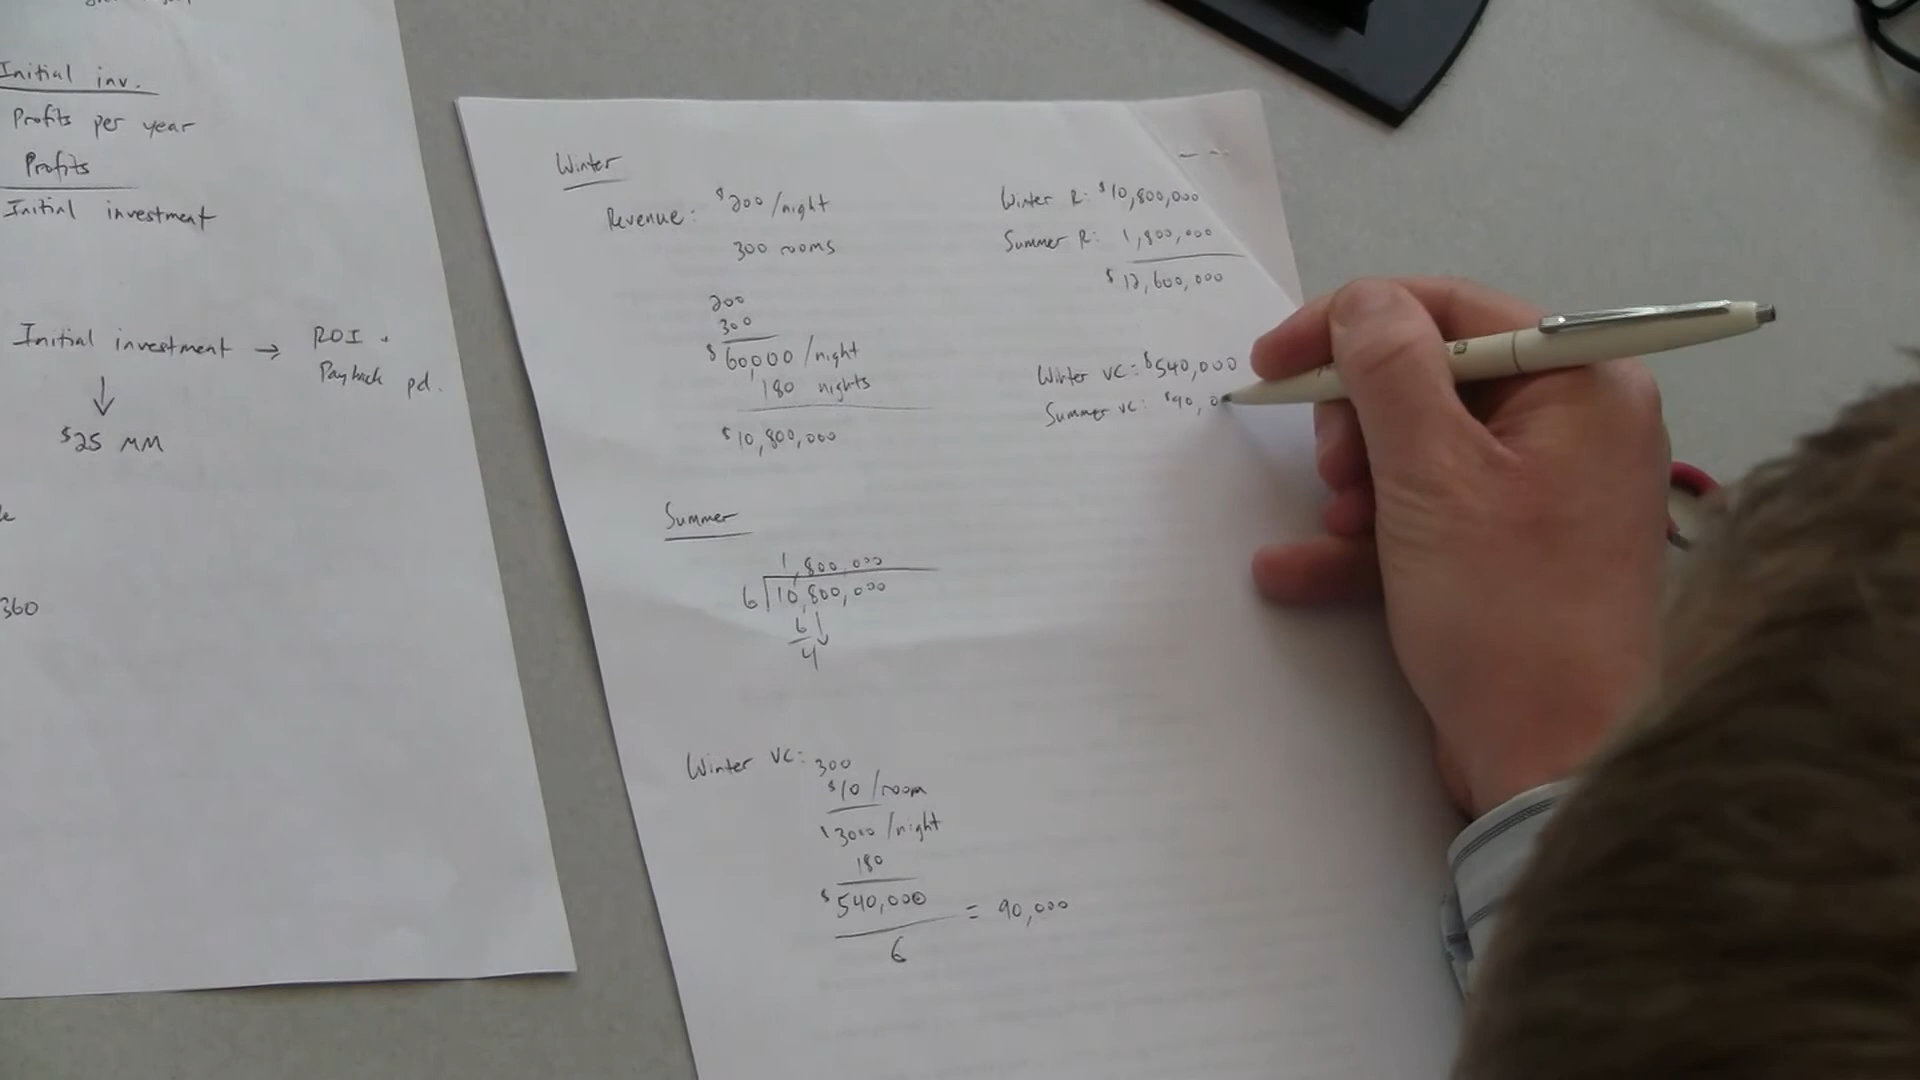 Initial inv.
Profits per year
Profits
Initial investment
Initial investment → ROI
Payback pd.
↓
$25 MM
360
Winter
Revenue: $200/night
300 rooms
200
300
$60000/night
180 nights
$10,800,000
Summer
1,800,000
6 10,800,000
6
4
Winter VC: 300
$10/room
$3000/night
180
$540,000 = 90,000
6
Winter R: $10,800,000
Summer R: 1,800,000
$12,600,000
Winter VC: $540,000
Summer VC: $90,0